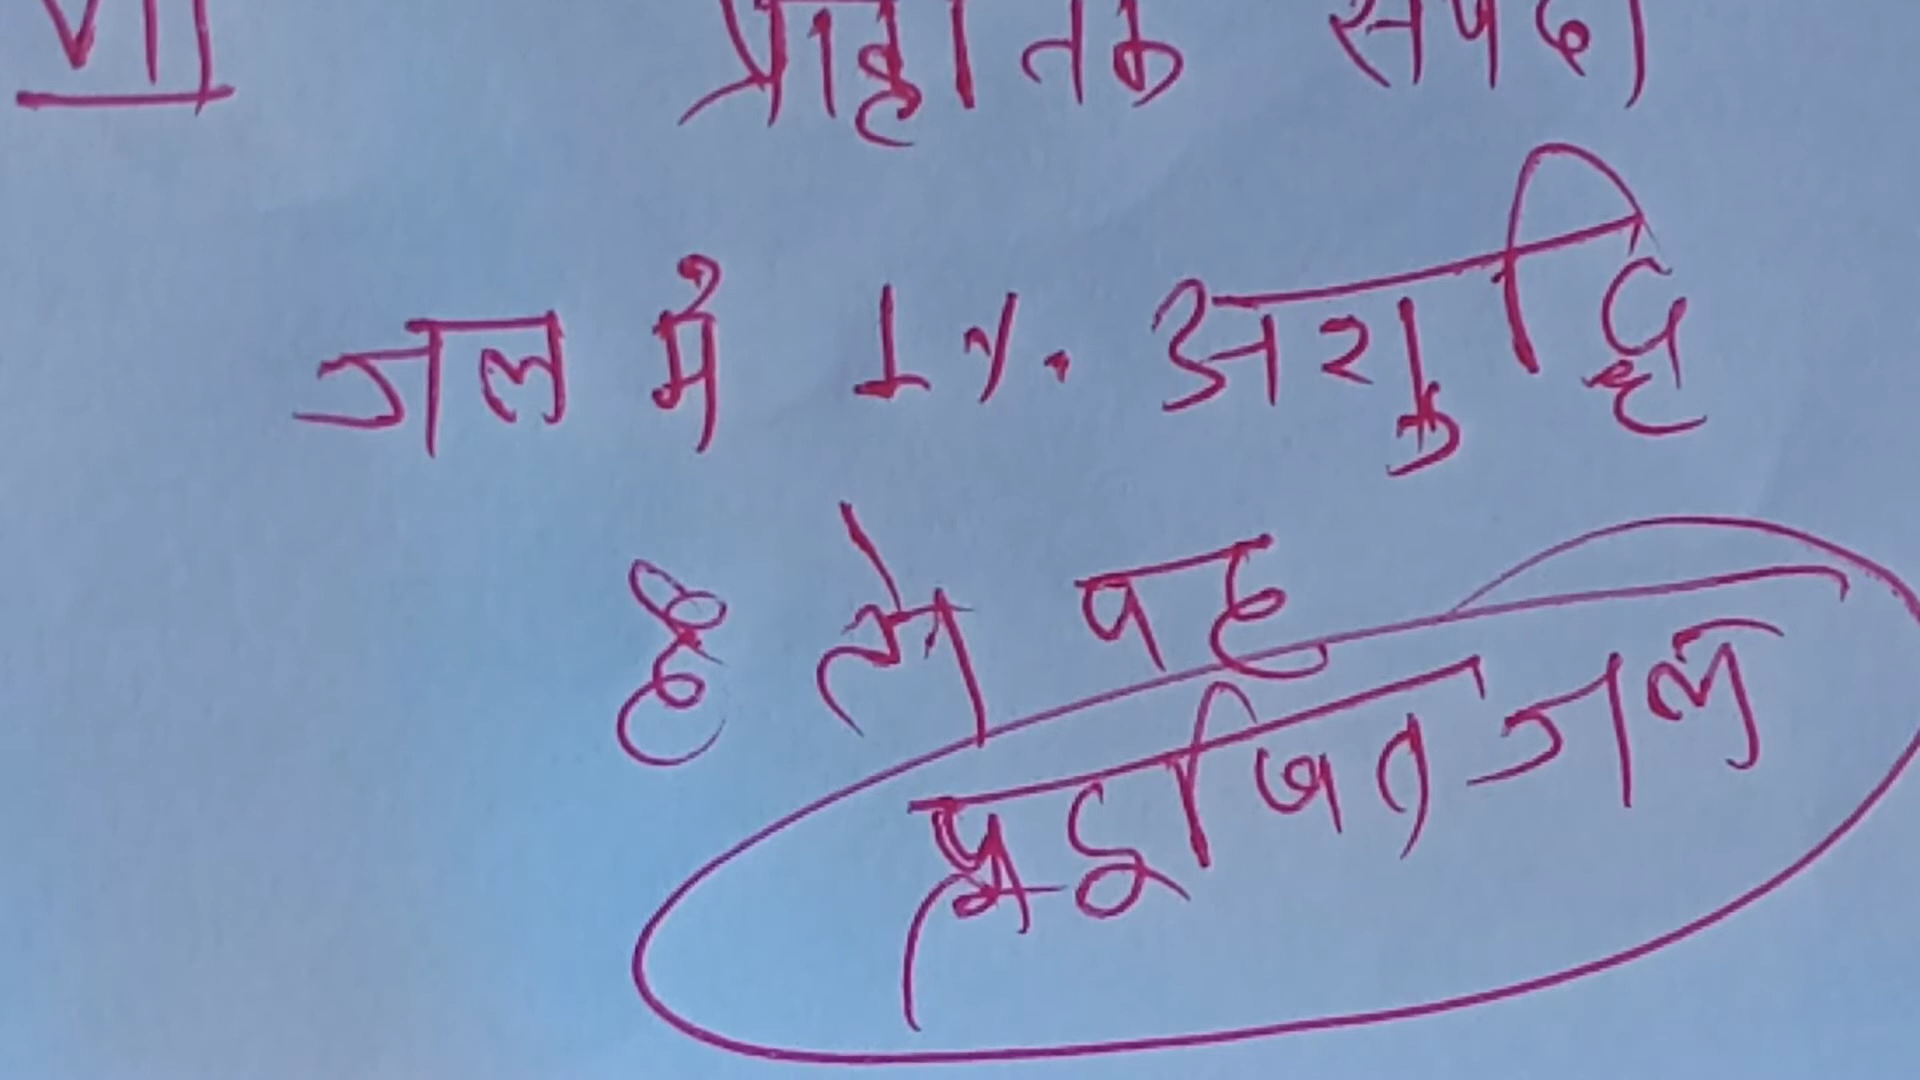 VII प्राकृतिक संपदा
जल में 1% अशुद्धि
है तो वह
प्रदूषित जल